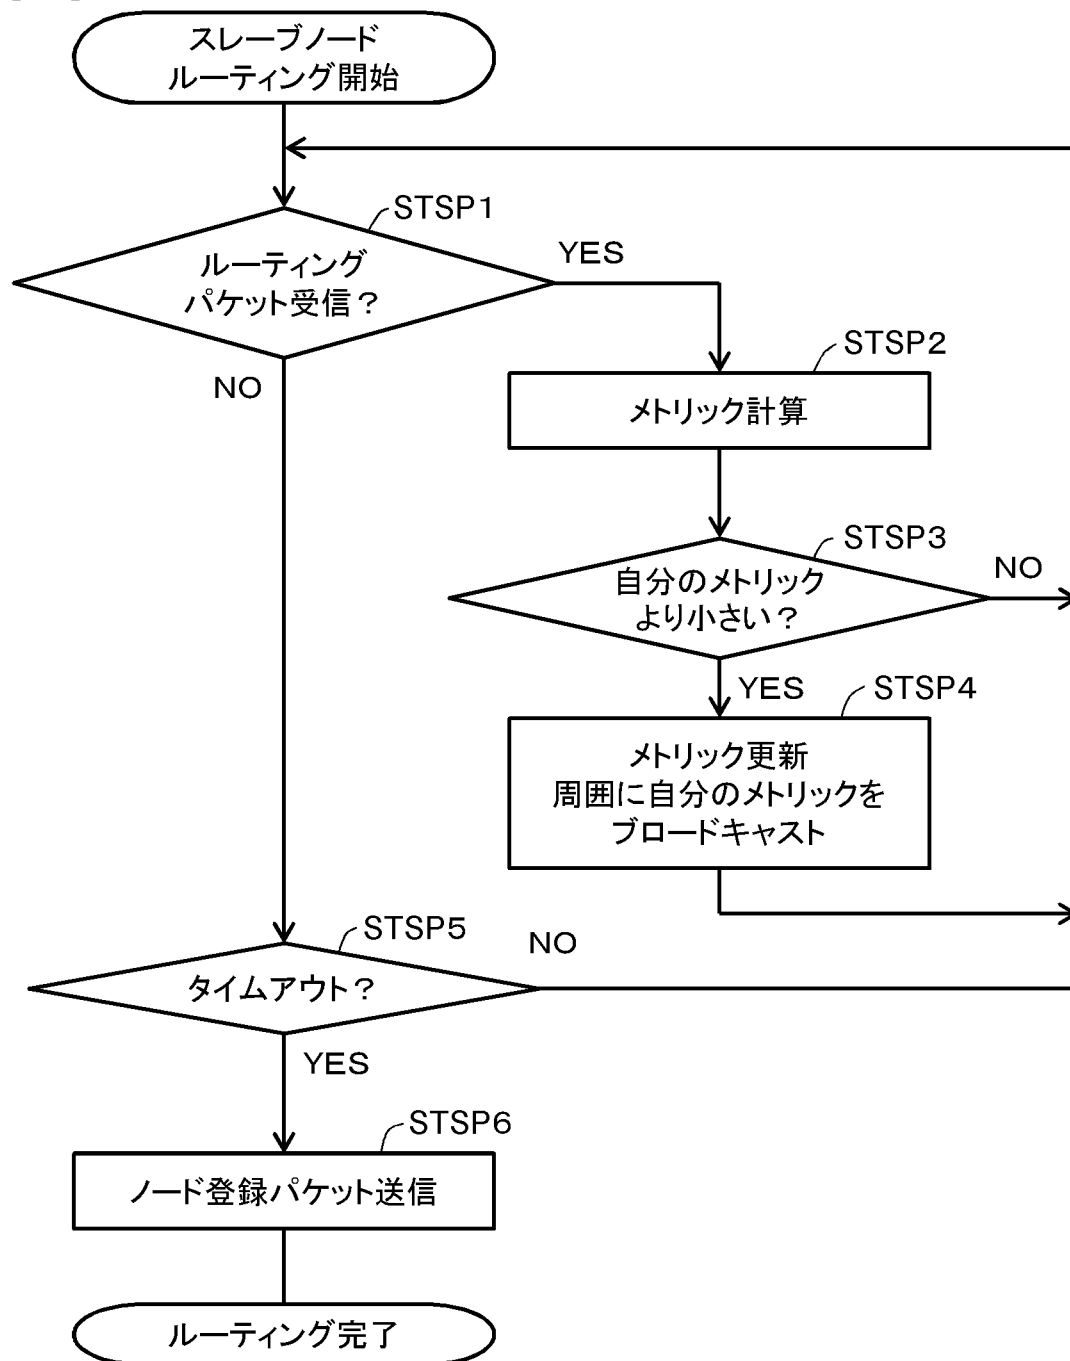 スレーブノード
ルーティング開始
STSP1
ルーティング
パケット受信？
YES
NO
STSP2
メトリック計算
STSP3
自分のメトリック
より小さい？
NO
YES
STSP4
メトリック更新
周囲に自分のメトリックを
ブロードキャスト
STSP5
タイムアウト？
NO
YES
STSP6
ノード登録パケット送信
ルーティング完了